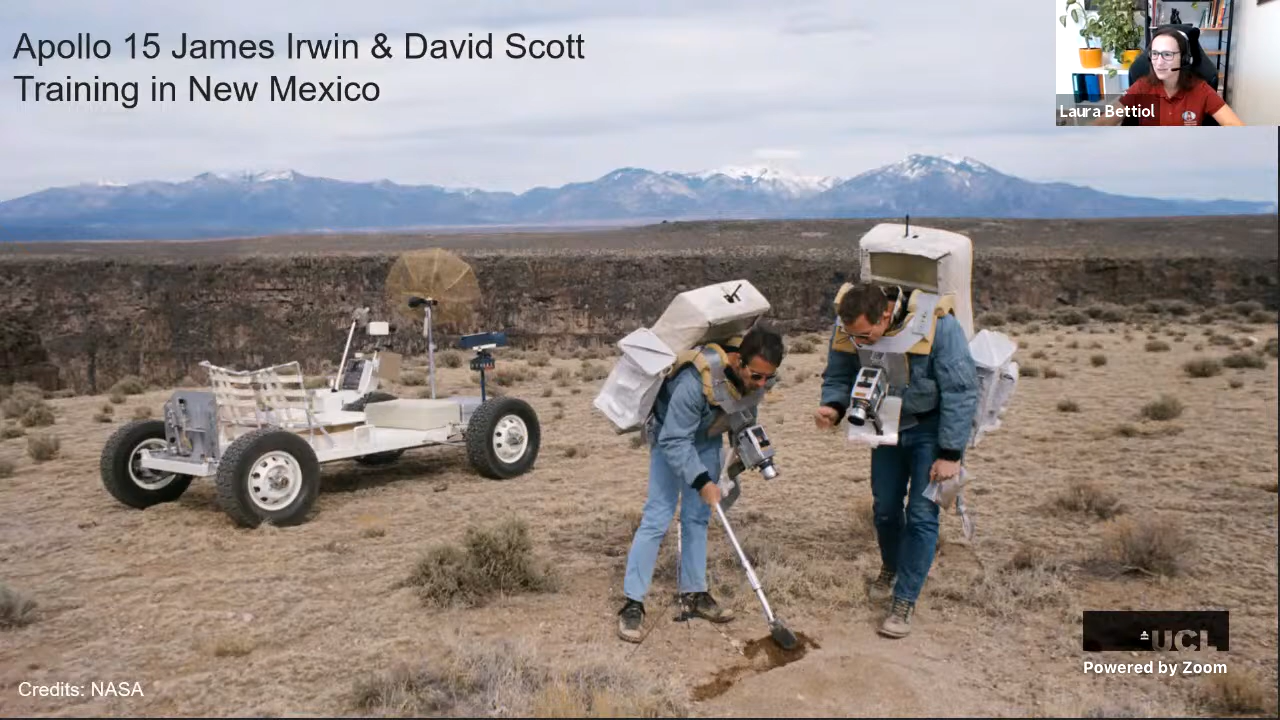 Apollo 15 James Irwin & David Scott
Training in New Mexico
Laura Bettiol
UCL
Powered by Zoom
Credits: NASA